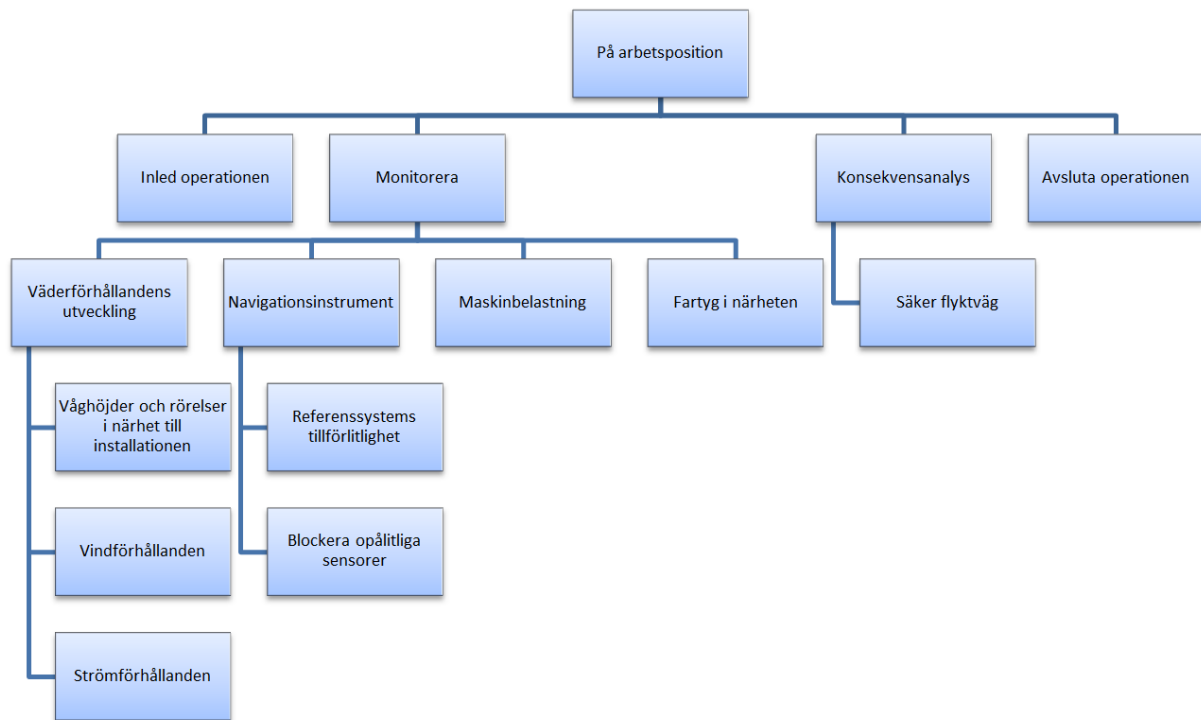 På arbetsposition
Inled operationen
Monitorera
Konsekvensanalys
Avsluta operationen
Väderförhållandens
utveckling
Navigationsinstrument
Maskinbelastning
Fartyg i närheten
Säker flyktväg
Våghöjder och rörelser
i närhet till
installationen
Referenssystems
tillförlitlighet
Vindförhållanden
Blockera opålitliga
sensorer
Strömförhållanden